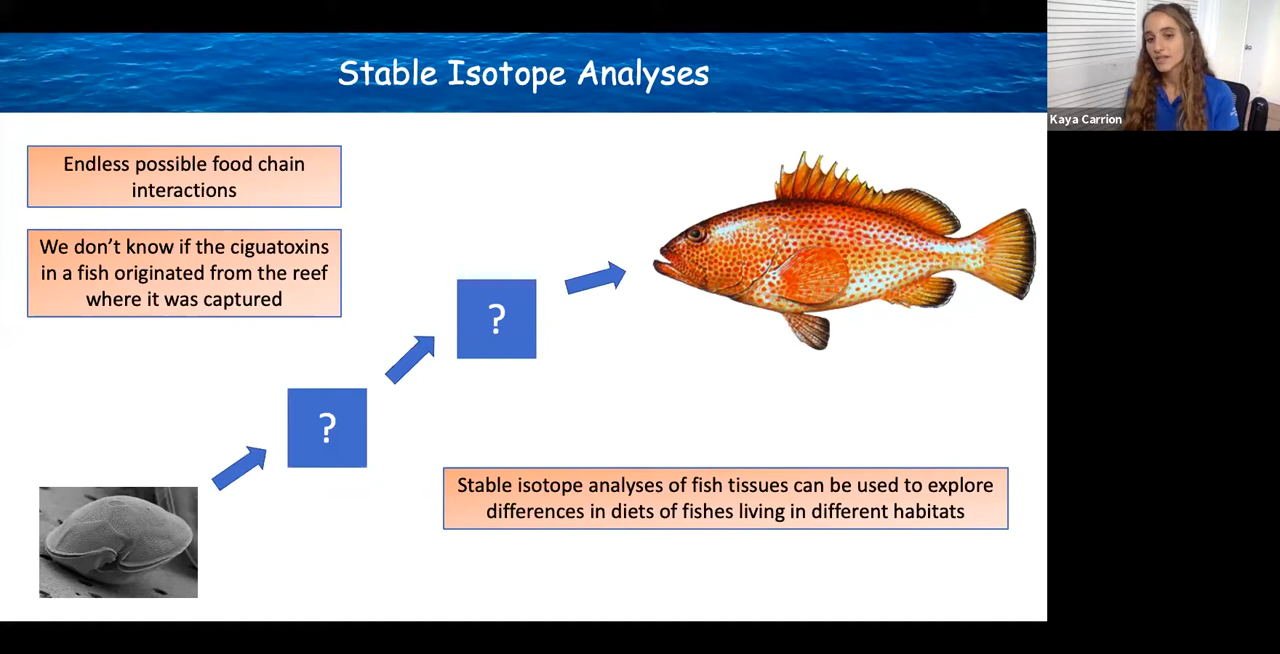 Stable Isotope Analyses
Kaya Carrion
Endless possible food chain
interactions
We don't know if the ciguatoxins
in a fish originated from the reef
where it was captured
?
?
Stable isotope analyses of fish tissues can be used to explore
differences in diets of fishes living in different habitats